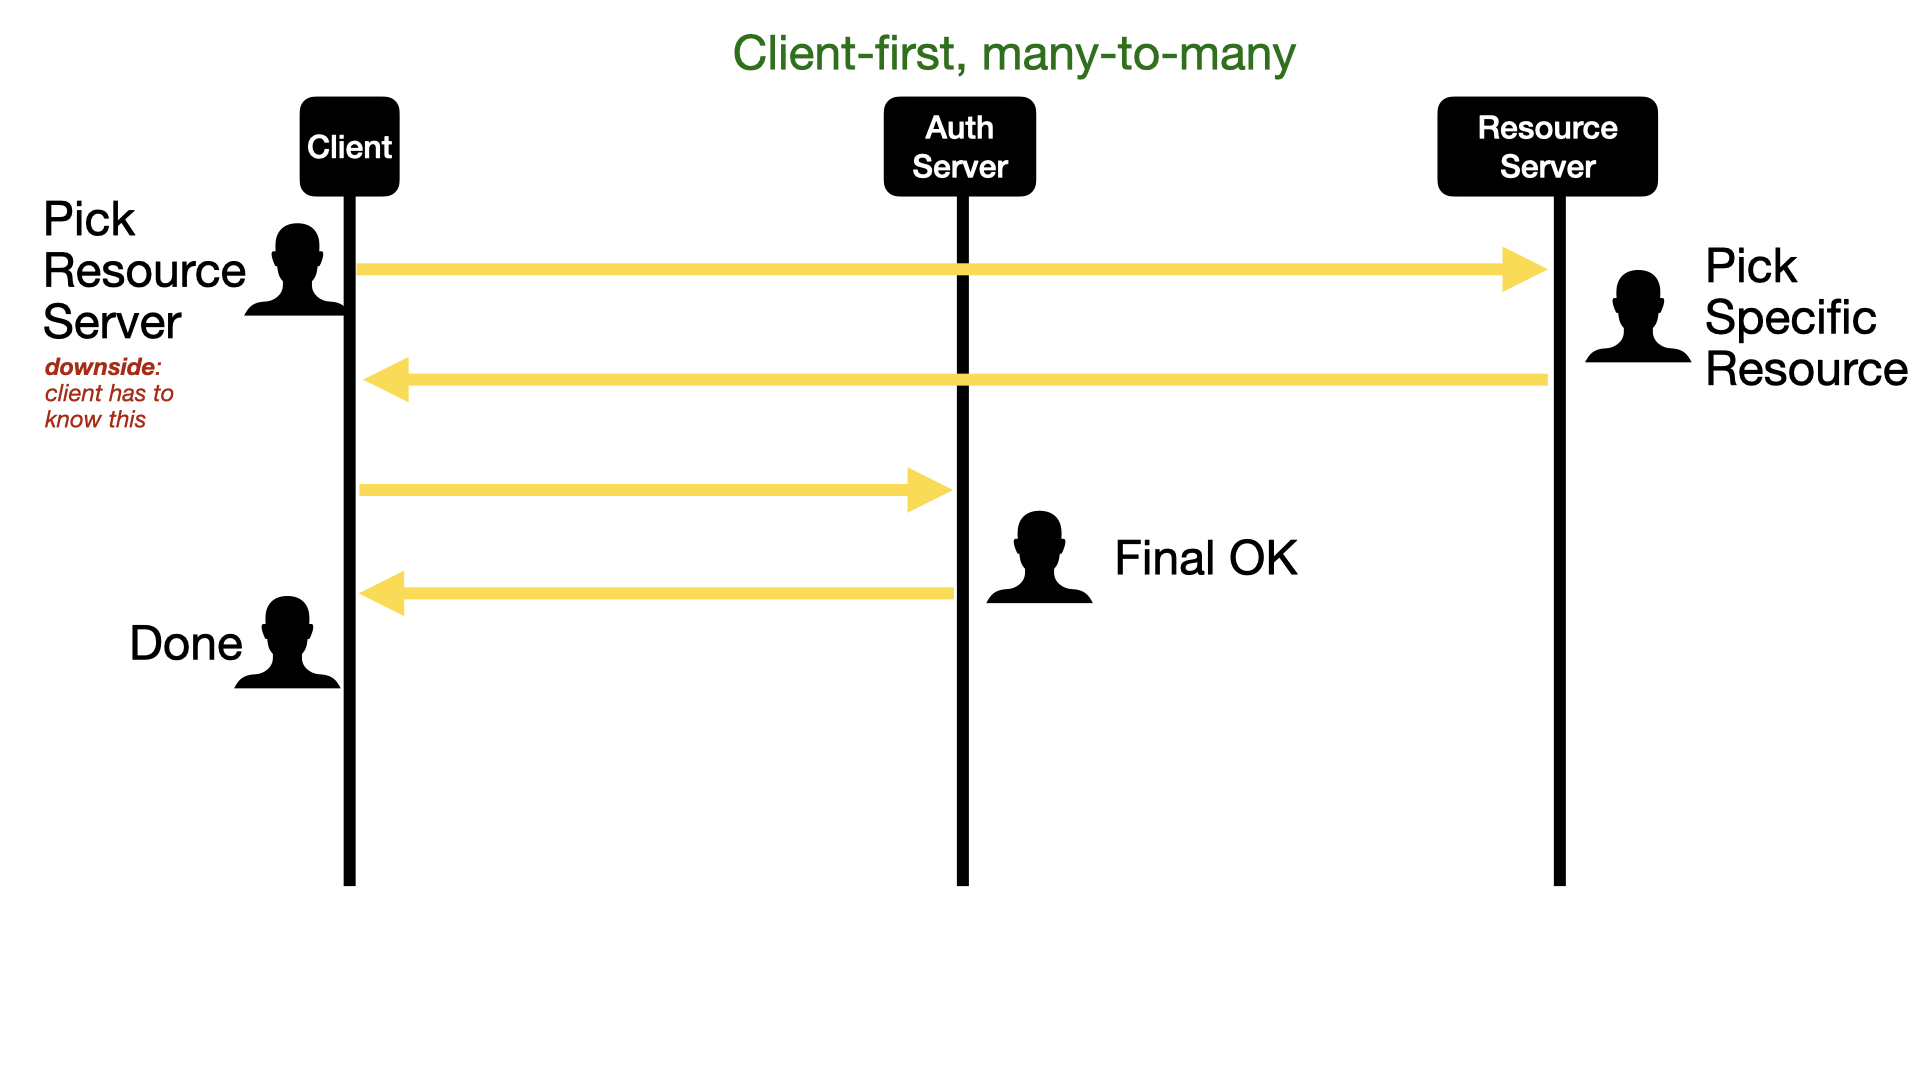 Client-first, many-to-many
Client
Auth
Server
Resource
Server
Pick
Resource
Server
downside:
client has to
know this
Pick
Specific
Resource
Final OK
Done